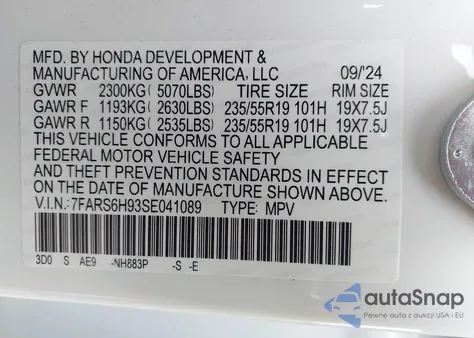 MFD. BY HONDA DEVELOPMENT &
MANUFACTURING OF AMERICA, LLC 09/'24
GVWR 2300KG( 5070LBS) TIRE SIZE RIM SIZE
GAWR F 1193KG( 2630LBS) 235/55R19 101H 19X7.5J
GAWR R 1150KG( 2535LBS) 235/55R19 101H 19X7.5J
THIS VEHICLE CONFORMS TO ALL APPLICABLE
FEDERAL MOTOR VEHICLE SAFETY
AND THEFT PREVENTION STANDARDS IN EFFECT
ON THE DATE OF MANUFACTURE SHOWN ABOVE.
V.I.N.:7FARS6H93SE041089 TYPE: MPV
3D0 S AE9 -NH883P -S -E
autoSnap
Pewne auta z aukcji USA i EU